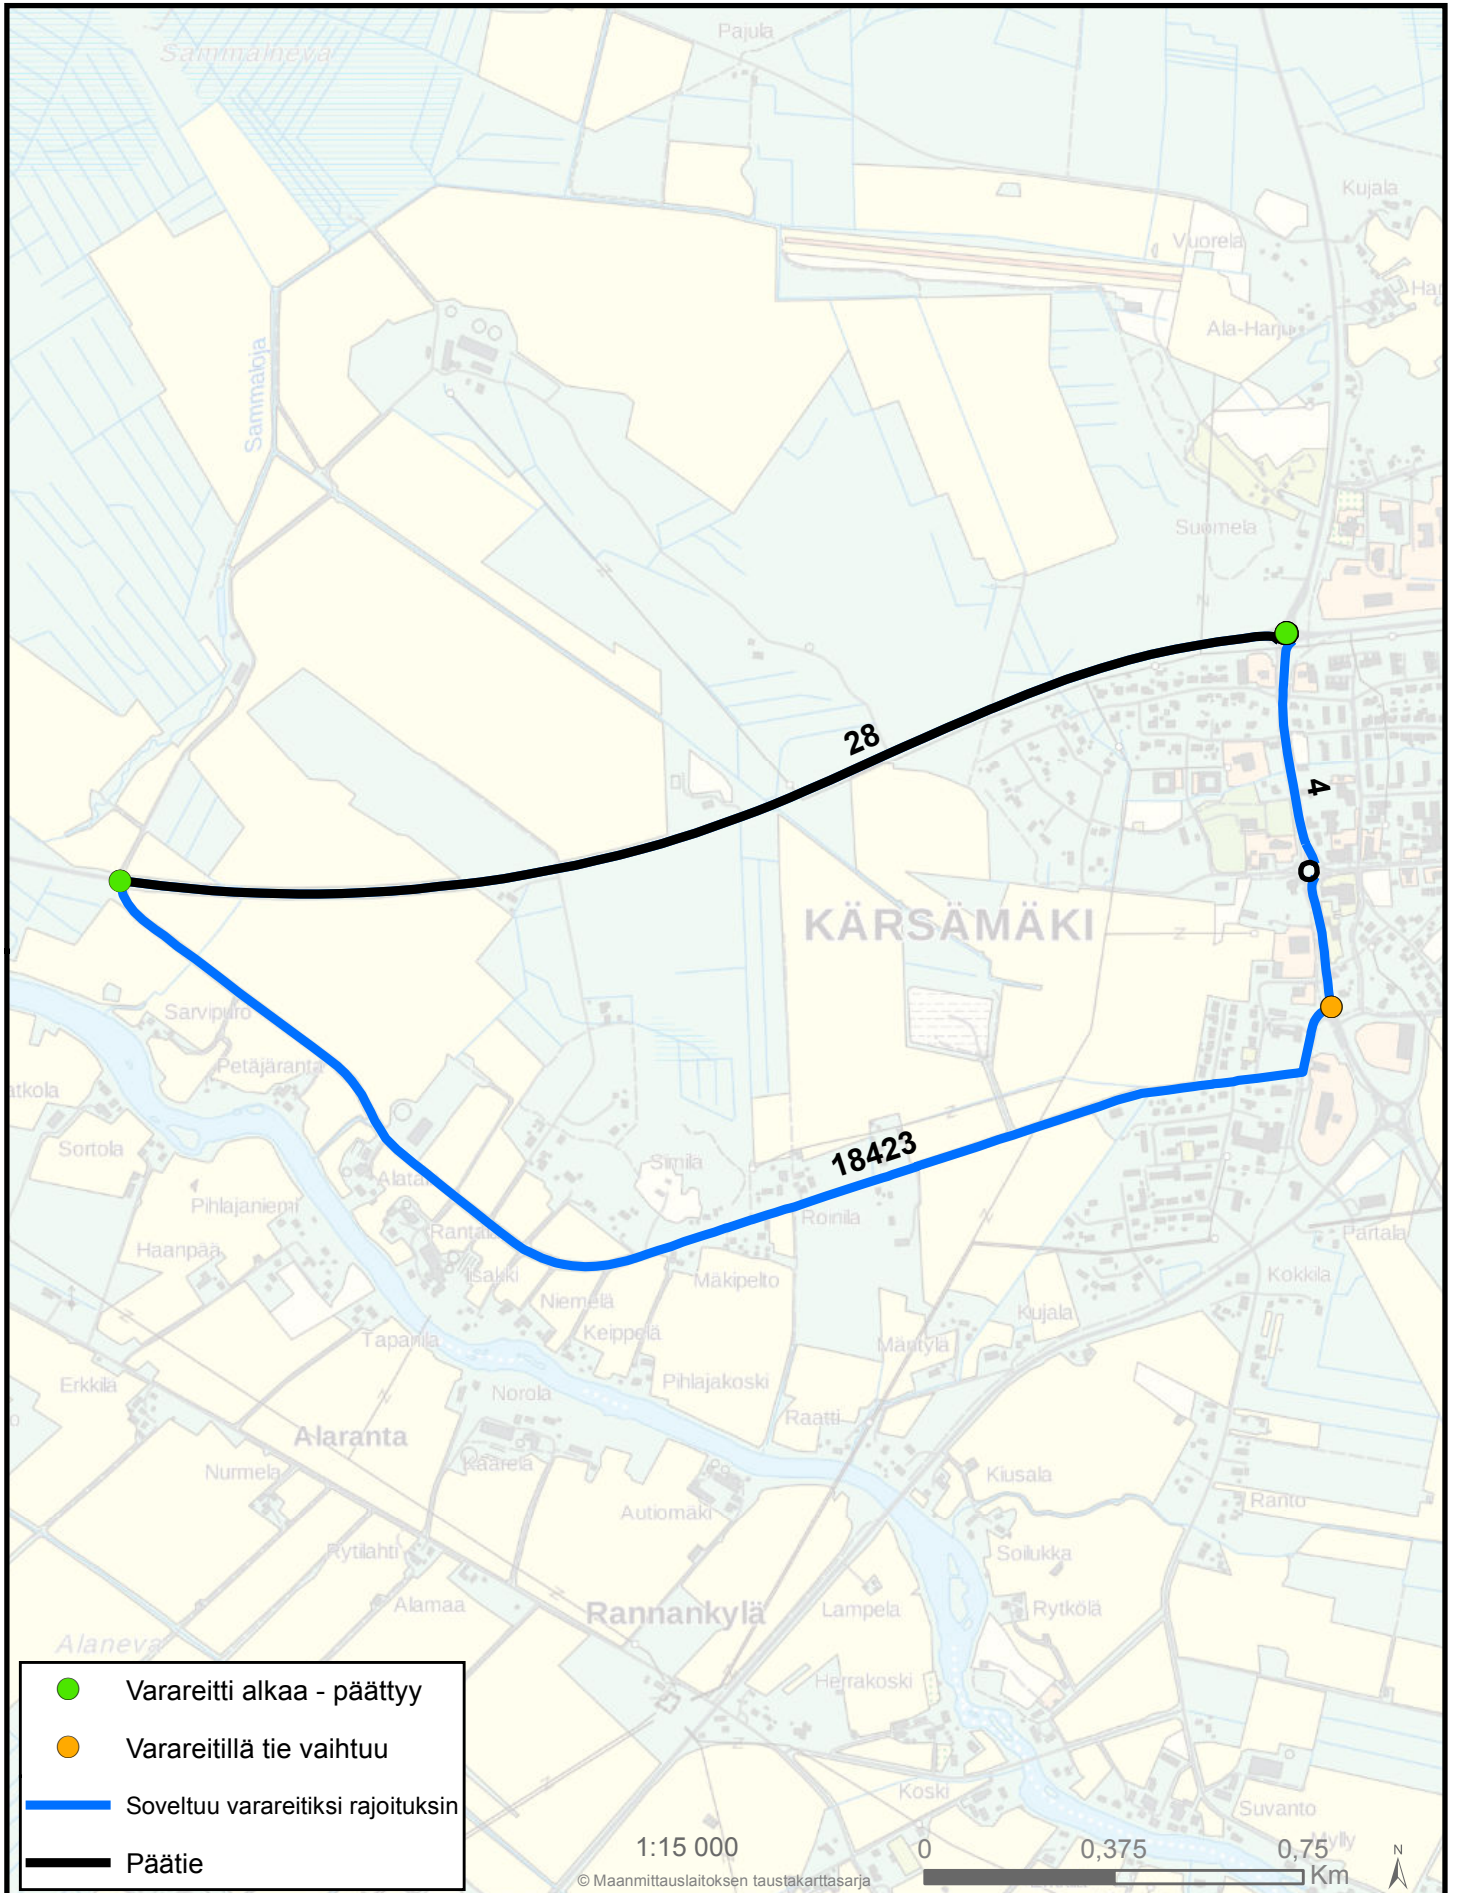 Pajula
Sammalneva
Kujala
Vuorela
Ala-Harju
Sammaloja
Suomela
28
4
KÄRSÄMÄKI
Sarvipuro
Petäjäranta
Sortola
18423
Similä
Pihlajaniemi
Roinila
Rantala
Partala
Haanpää
Iisakki
Mäkipelto
Kokkila
Niemelä
Kujala
Keippelä
Tapanila
Mäntylä
Erkkilä
Pihlajakoski
Norola
Raatti
Alaranta
Kaarela
Nurmela
Kiusala
Ranto
Autiomäki
Rytilahti
Soilukka
Alamaa
Rannankylä
Lampela
Rytkölä
Alaneva
Herrakoski
Varareitti alkaa - päättyy
Varareitillä tie vaihtuu
Koski
Soveltuu varareitiksi rajoituksin
Suvanto
Mylly
1:15 000
0 0,375 0,75
Km
N
Päätie
© Maanmittauslaitoksen taustakarttasarja